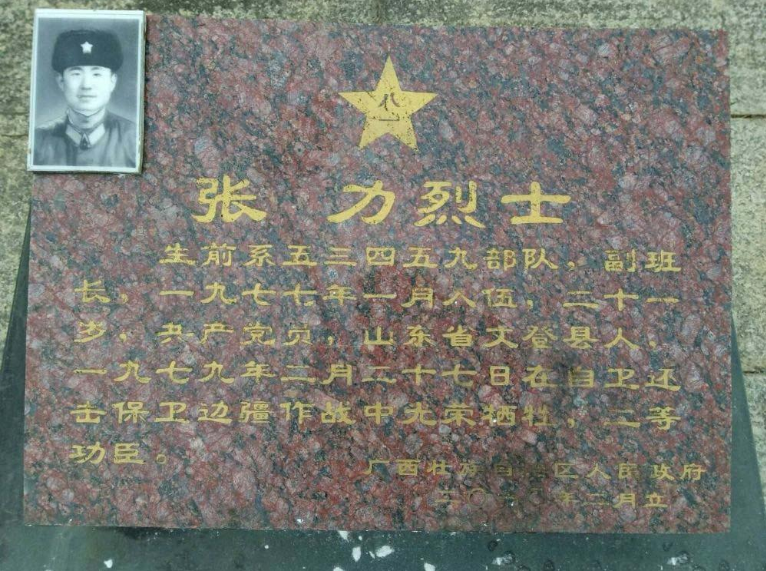 八一
张 力烈士
生前系五三四五九部队，副班
长，一九七七年一月入伍，二十一
岁，共产党员，山东省文登县人，
一九七九年二月二十七日在自卫还
击保卫边疆作战中光荣牺牲，二等
功臣。
广西壮族自治区人民政府
年二月立